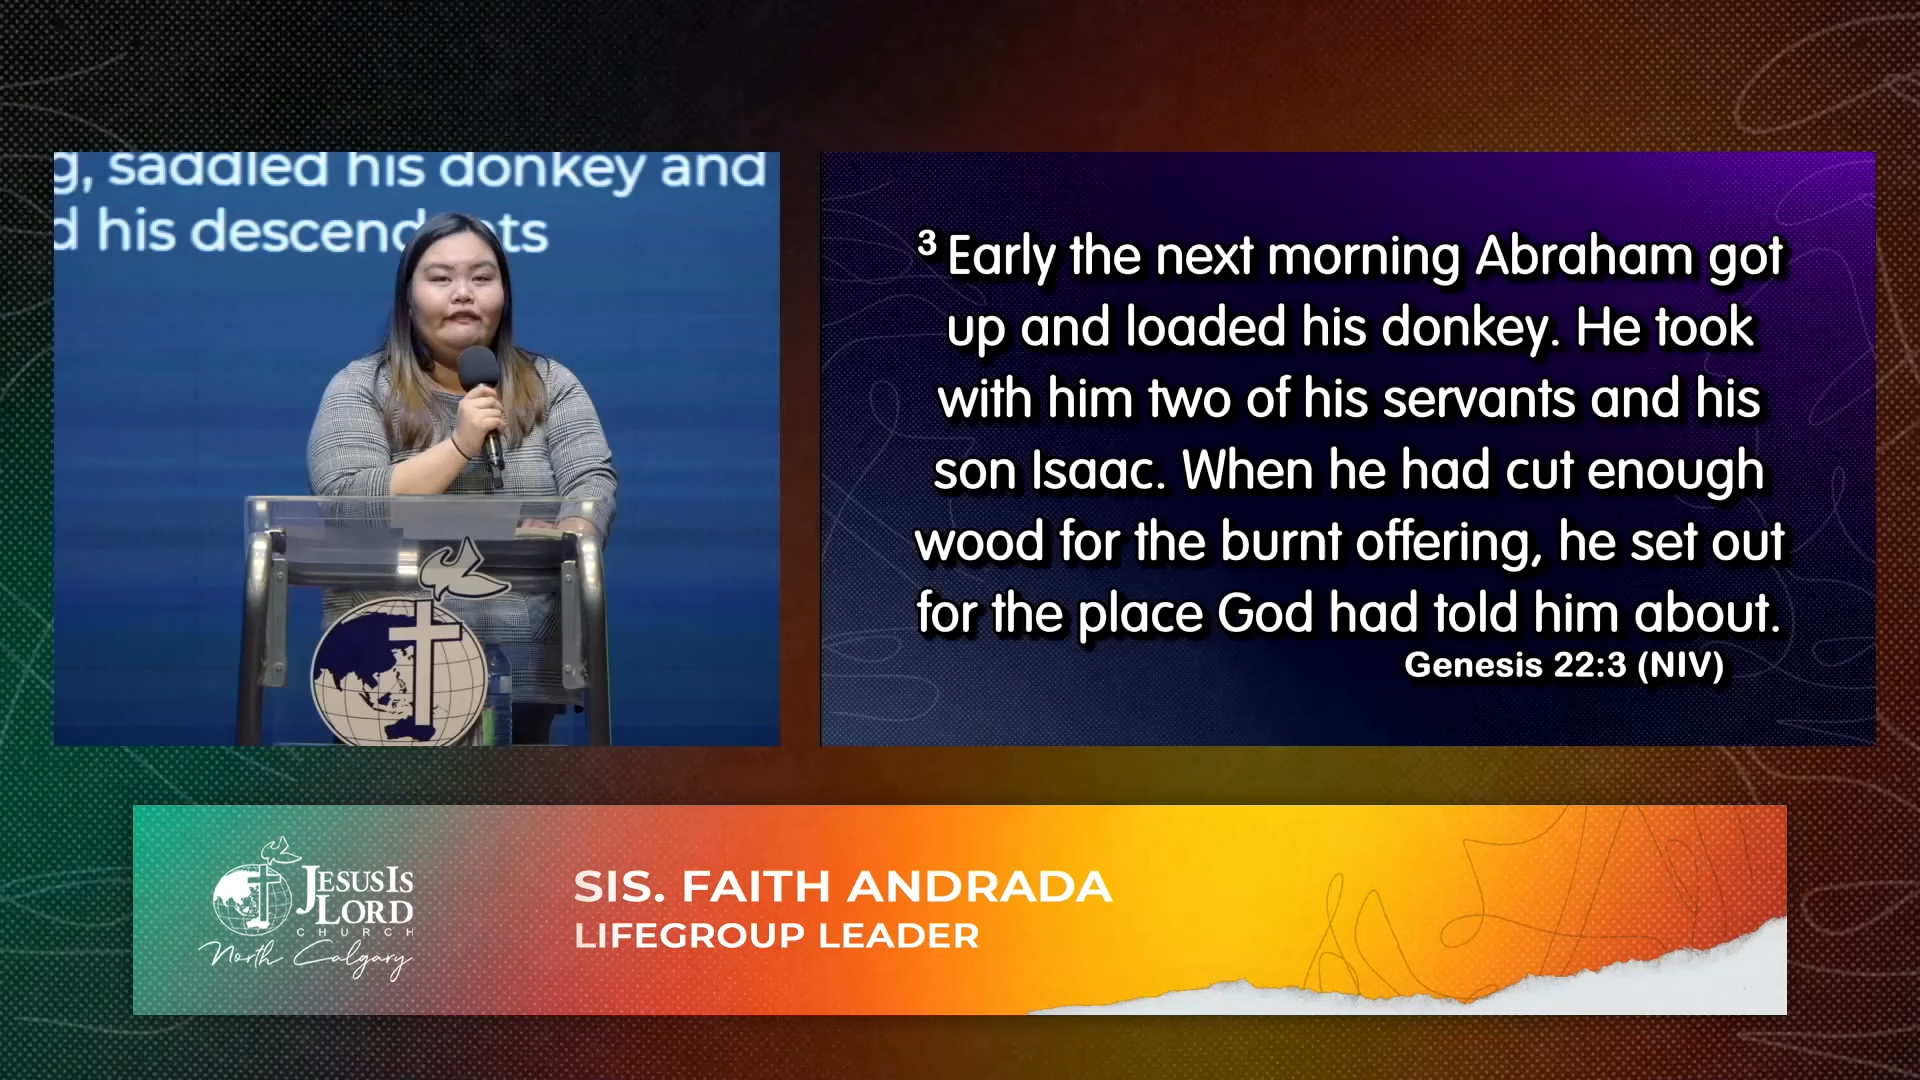 g, saddled his donkey and
d his descend ts
3 Early the next morning Abraham got
up and loaded his donkey. He took
with him two of his servants and his
son Isaac. When he had cut enough
wood for the burnt offering, he set out
for the place God had told him about.
Genesis 22:3 (NIV)
JESUS IS
LORD
CHURCH
North Calgary
SIS. FAITH ANDRADA
LIFEGROUP LEADER